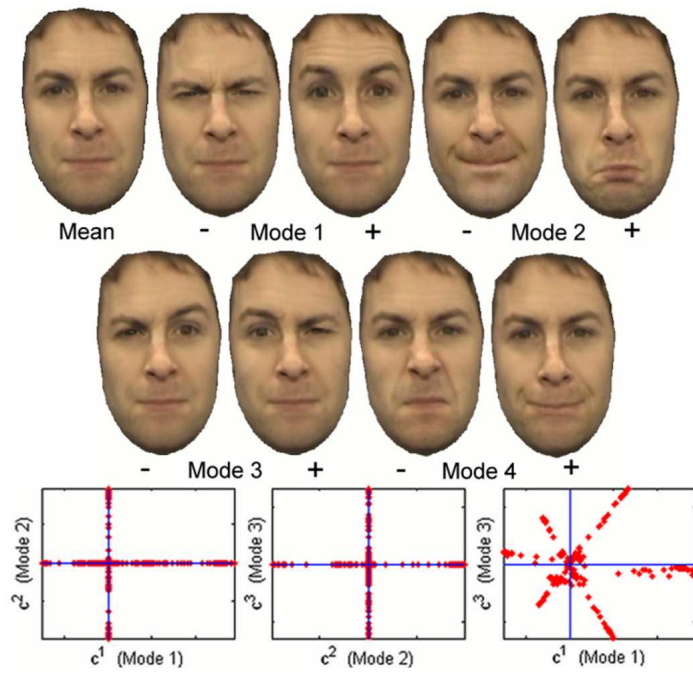 Mean - Mode 1 + - Mode 2 +
- Mode 3 + - Mode 4 +
c² (Mode 2)
c³ (Mode 3)
c³ (Mode 3)
c¹ (Mode 1)
c² (Mode 2)
c¹ (Mode 1)